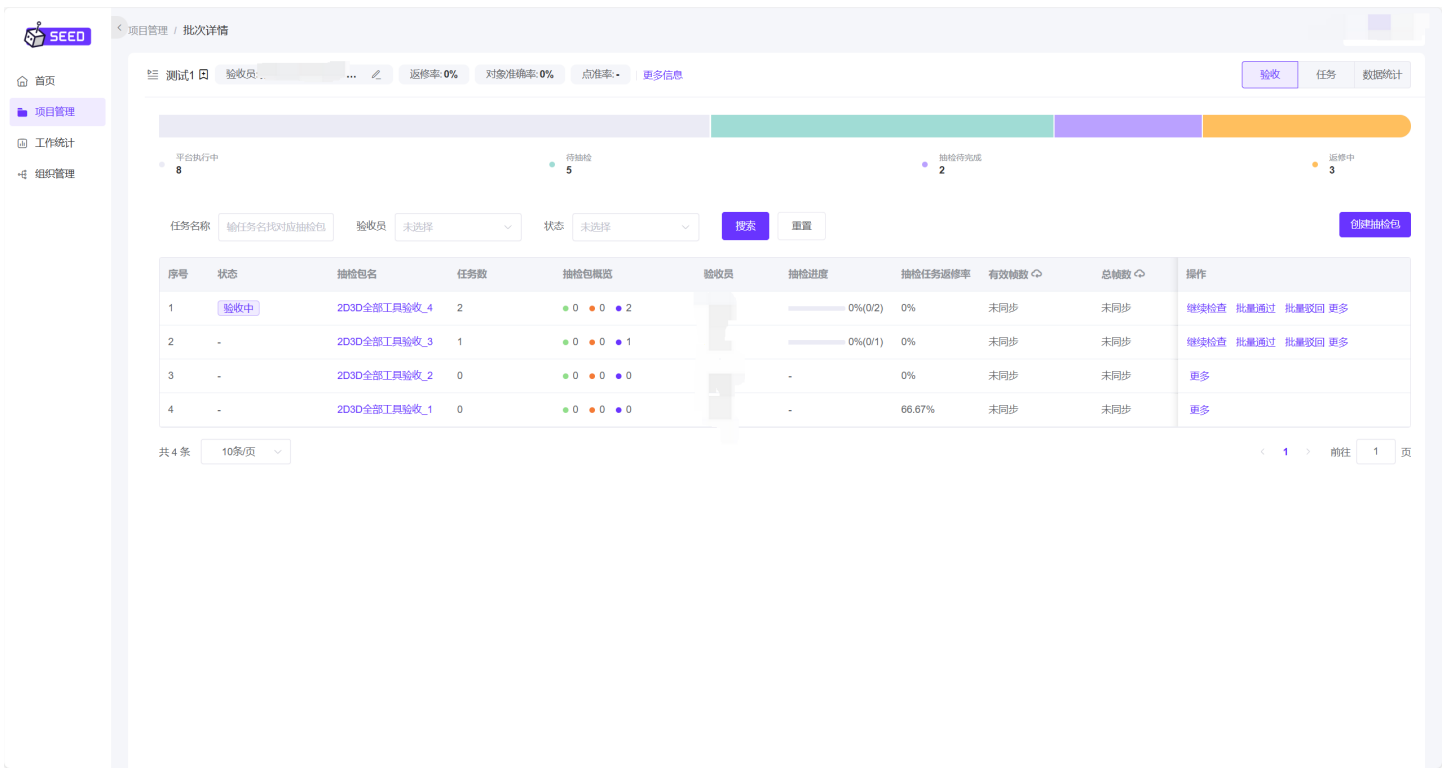 SEED
首页
项目管理
工作统计
组织管理
项目管理 / 批次详情
测试1 验收员: ... 返修率: 0% 对象准确率: 0% 点准率: - 更多信息
验收 任务 数据统计
平台执行中 待抽检 抽检待完成 返修中
8 5 2 3
任务名称 输任务名找对应抽检包 验收员 未选择 状态 未选择 搜索 重置 创建抽检包
序号 状态 抽检包名 任务数 抽检包概览 验收员 抽检进度 抽检任务返修率 有效帧数 总帧数 操作
1 验收中 2D3D全部工具验收_4 2 0 0 2 0%(0/2) 0% 未同步 未同步 继续检查 批量通过 批量驳回 更多
2 - 2D3D全部工具验收_3 1 0 0 1 0%(0/1) 0% 未同步 未同步 继续检查 批量通过 批量驳回 更多
3 - 2D3D全部工具验收_2 0 0 0 0 - 0% 未同步 未同步 更多
4 - 2D3D全部工具验收_1 0 0 0 0 - 66.67% 未同步 未同步 更多
共 4 条 10条/页 1 前往 1 页